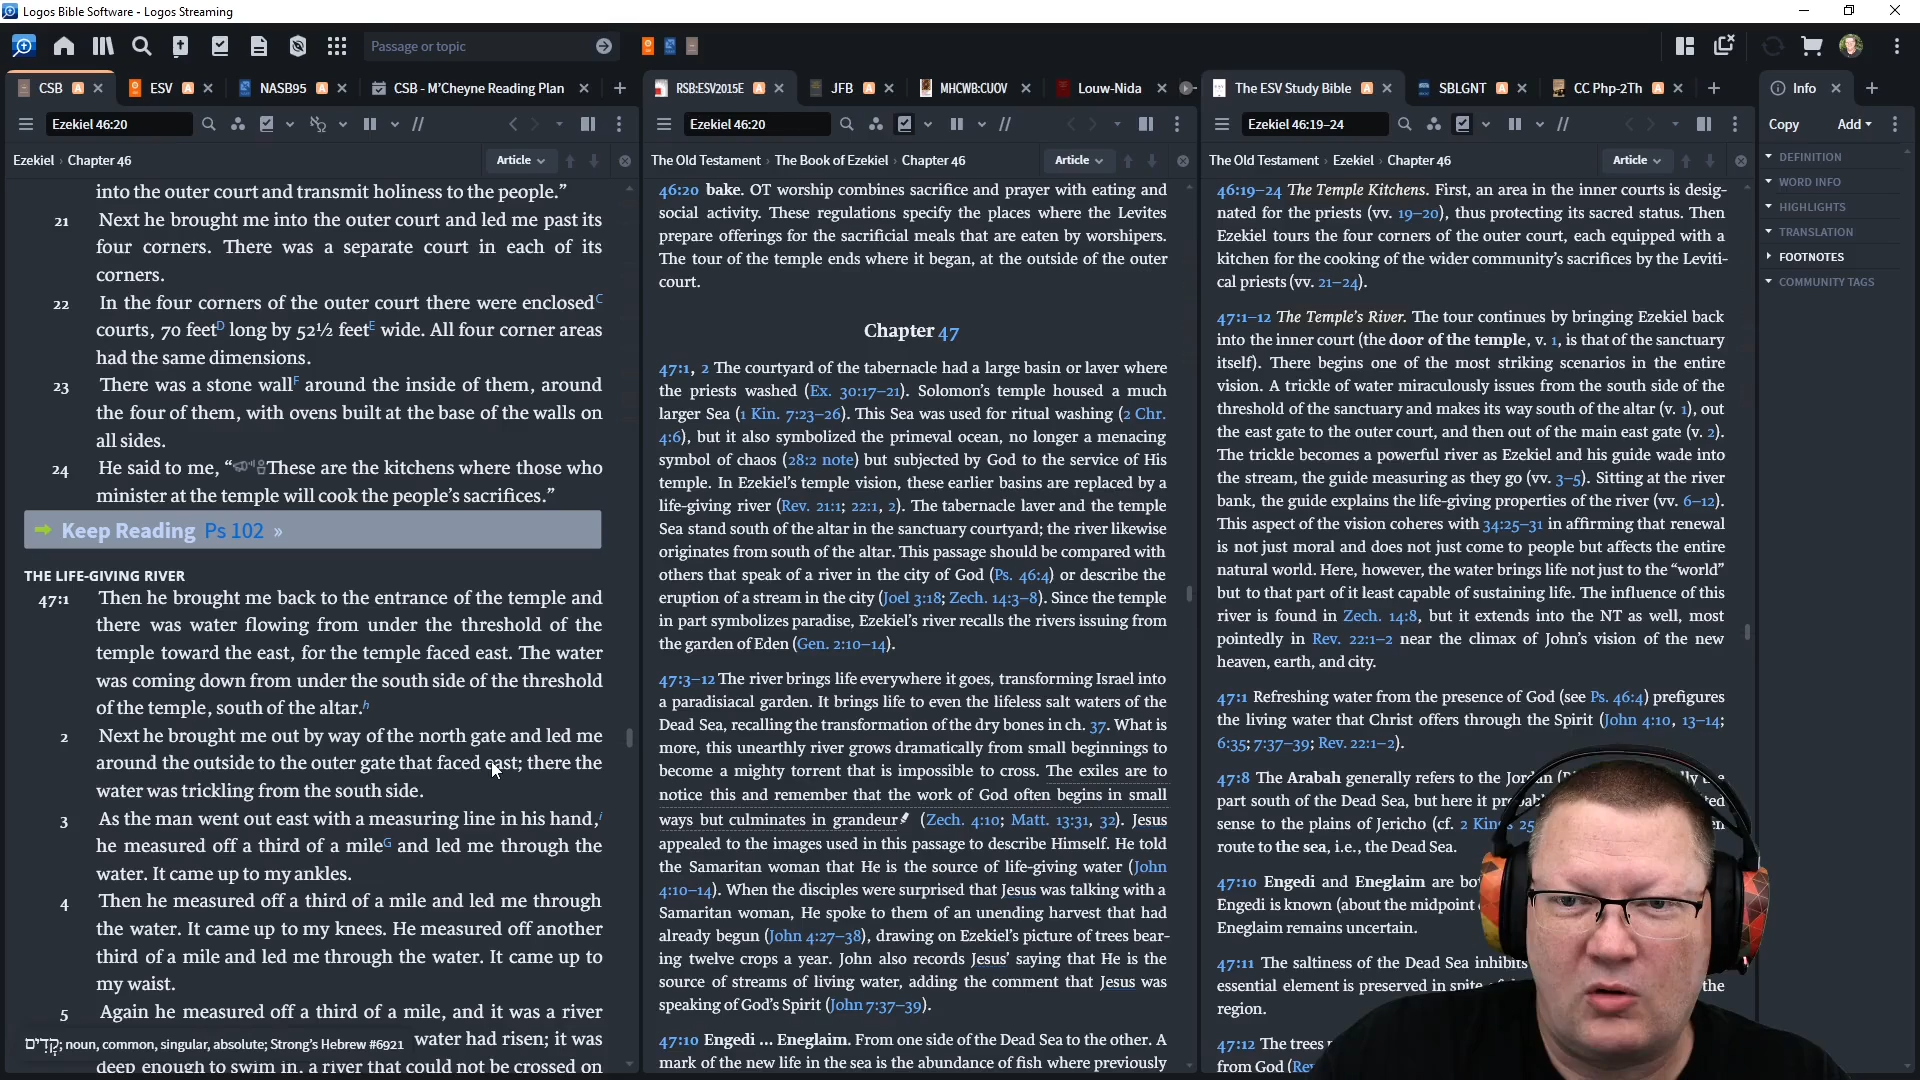 Logos Bible Software - Logos Streaming
Passage or topic
CSB A
ESV A
NASB95 A
CSB - M’Cheyne Reading Plan
RSB:ESV2015E A
JFB A
MHCWB:CUOV
Louw-Nida
The ESV Study Bible A
SBLGNT A
CC Php-2Th A
Info
Ezekiel 46:20
Ezekiel › Chapter 46
Article
into the outer court and transmit holiness to the people.”
21 Next he brought me into the outer court and led me past its
four corners. There was a separate court in each of its
corners.
22 In the four corners of the outer court there were enclosedC
courts, 70 feetD long by 52½ feetE wide. All four corner areas
had the same dimensions.
23 There was a stone wallF around the inside of them, around
the four of them, with ovens built at the base of the walls on
all sides.
24 He said to me, “These are the kitchens where those who
minister at the temple will cook the people’s sacrifices.”
Keep Reading Ps 102 »
THE LIFE-GIVING RIVER
47:1 Then he brought me back to the entrance of the temple and
there was water flowing from under the threshold of the
temple toward the east, for the temple faced east. The water
was coming down from under the south side of the threshold
of the temple, south of the altar.h
2 Next he brought me out by way of the north gate and led me
around the outside to the outer gate that faced east; there the
water was trickling from the south side.
3 As the man went out east with a measuring line in his hand,i
he measured off a third of a mileG and led me through the
water. It came up to my ankles.
4 Then he measured off a third of a mile and led me through
the water. It came up to my knees. He measured off another
third of a mile and led me through the water. It came up to
my waist.
5 Again he measured off a third of a mile, and it was a river
water had risen; it was
deep enough to swim in, a river that could not be crossed on
קָדִים; noun, common, singular, absolute; Strong’s Hebrew #6921
Ezekiel 46:20
The Old Testament › The Book of Ezekiel › Chapter 46
Article
46:20 bake. OT worship combines sacrifice and prayer with eating and
social activity. These regulations specify the places where the Levites
prepare offerings for the sacrificial meals that are eaten by worshipers.
The tour of the temple ends where it began, at the outside of the outer
court.
Chapter 47
47:1, 2 The courtyard of the tabernacle had a large basin or laver where
the priests washed (Ex. 30:17–21). Solomon’s temple housed a much
larger Sea (1 Kin. 7:23–26). This Sea was used for ritual washing (2 Chr.
4:6), but it also symbolized the primeval ocean, no longer a menacing
symbol of chaos (28:2 note) but subjected by God to the service of His
temple. In Ezekiel’s temple vision, these earlier basins are replaced by a
life-giving river (Rev. 21:1; 22:1, 2). The tabernacle laver and the temple
Sea stand south of the altar in the sanctuary courtyard; the river likewise
originates from south of the altar. This passage should be compared with
others that speak of a river in the city of God (Ps. 46:4) or describe the
eruption of a stream in the city (Joel 3:18; Zech. 14:3–8). Since the temple
in part symbolizes paradise, Ezekiel’s river recalls the rivers issuing from
the garden of Eden (Gen. 2:10–14).
47:3–12 The river brings life everywhere it goes, transforming Israel into
a paradisiacal garden. It brings life to even the lifeless salt waters of the
Dead Sea, recalling the transformation of the dry bones in ch. 37. What is
more, this unearthly river grows dramatically from small beginnings to
become a mighty torrent that is impossible to cross. The exiles are to
notice this and remember that the work of God often begins in small
ways but culminates in grandeur (Zech. 4:10; Matt. 13:31, 32). Jesus
appealed to the images used in this passage to describe Himself. He told
the Samaritan woman that He is the source of life-giving water (John
4:10–14). When the disciples were surprised that Jesus was talking with a
Samaritan woman, He spoke to them of an unending harvest that had
already begun (John 4:27–38), drawing on Ezekiel’s picture of trees bear-
ing twelve crops a year. John also records Jesus’ saying that He is the
source of streams of living water, adding the comment that Jesus was
speaking of God’s Spirit (John 7:37–39).
47:10 Engedi ... Eneglaim. From one side of the Dead Sea to the other. A
mark of the new life in the sea is the abundance of fish where previously
Ezekiel 46:19–24
The Old Testament › Ezekiel › Chapter 46
Article
46:19–24 The Temple Kitchens. First, an area in the inner courts is desig-
nated for the priests (vv. 19–20), thus protecting its sacred status. Then
Ezekiel tours the four corners of the outer court, each equipped with a
kitchen for the cooking of the wider community’s sacrifices by the Leviti-
cal priests (vv. 21–24).
47:1–12 The Temple’s River. The tour continues by bringing Ezekiel back
into the inner court (the door of the temple, v. 1, is that of the sanctuary
itself). There begins one of the most striking scenarios in the entire
vision. A trickle of water miraculously issues from the south side of the
threshold of the sanctuary and makes its way south of the altar (v. 1), out
the east gate to the outer court, and then out of the main east gate (v. 2).
The trickle becomes a powerful river as Ezekiel and his guide wade into
the stream, the guide measuring as they go (vv. 3–5). Sitting at the river
bank, the guide explains the life-giving properties of the river (vv. 6–12).
This aspect of the vision coheres with 34:25–31 in affirming that renewal
is not just moral and does not just come to people but affects the entire
natural world. Here, however, the water brings life not just to the “world”
but to that part of it least capable of sustaining life. The influence of this
river is found in Zech. 14:8, but it extends into the NT as well, most
pointedly in Rev. 22:1–2 near the climax of John’s vision of the new
heaven, earth, and city.
47:1 Refreshing water from the presence of God (see Ps. 46:4) prefigures
the living water that Christ offers through the Spirit (John 4:10, 13–14;
6:35; 7:37–39; Rev. 22:1–2).
47:8 The Arabah generally refers to the Jordan
part south of the Dead Sea, but here it
sense to the plains of Jericho (cf. 2 Kings 25
route to the sea, i.e., the Dead Sea.
47:10 Engedi and Eneglaim are
Engedi is known (about the midpoint
Eneglaim remains uncertain.
47:11 The saltiness of the Dead Sea inhibits
essential element is preserved in spite the
region.
47:12 The trees
from God
Copy
Add
DEFINITION
WORD INFO
HIGHLIGHTS
TRANSLATION
FOOTNOTES
COMMUNITY TAGS